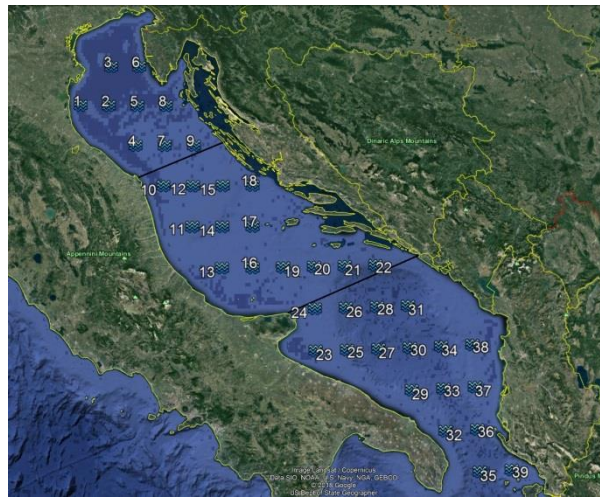 3 6
1 2 5 8
4 7 9
10 12 15 18
11 14 17
13 16 19 20 21 22
24 26 28 31
23 25 27 30 34 38
29 33 37
32 36
35 39
Dinaric Alps Mountains
Appennini Mountains
Pindus M
Image Landsat / Copernicus
Data SIO, NOAA, U.S. Navy, NGA, GEBCO
© 2018 Google
US Dept of State Geographer